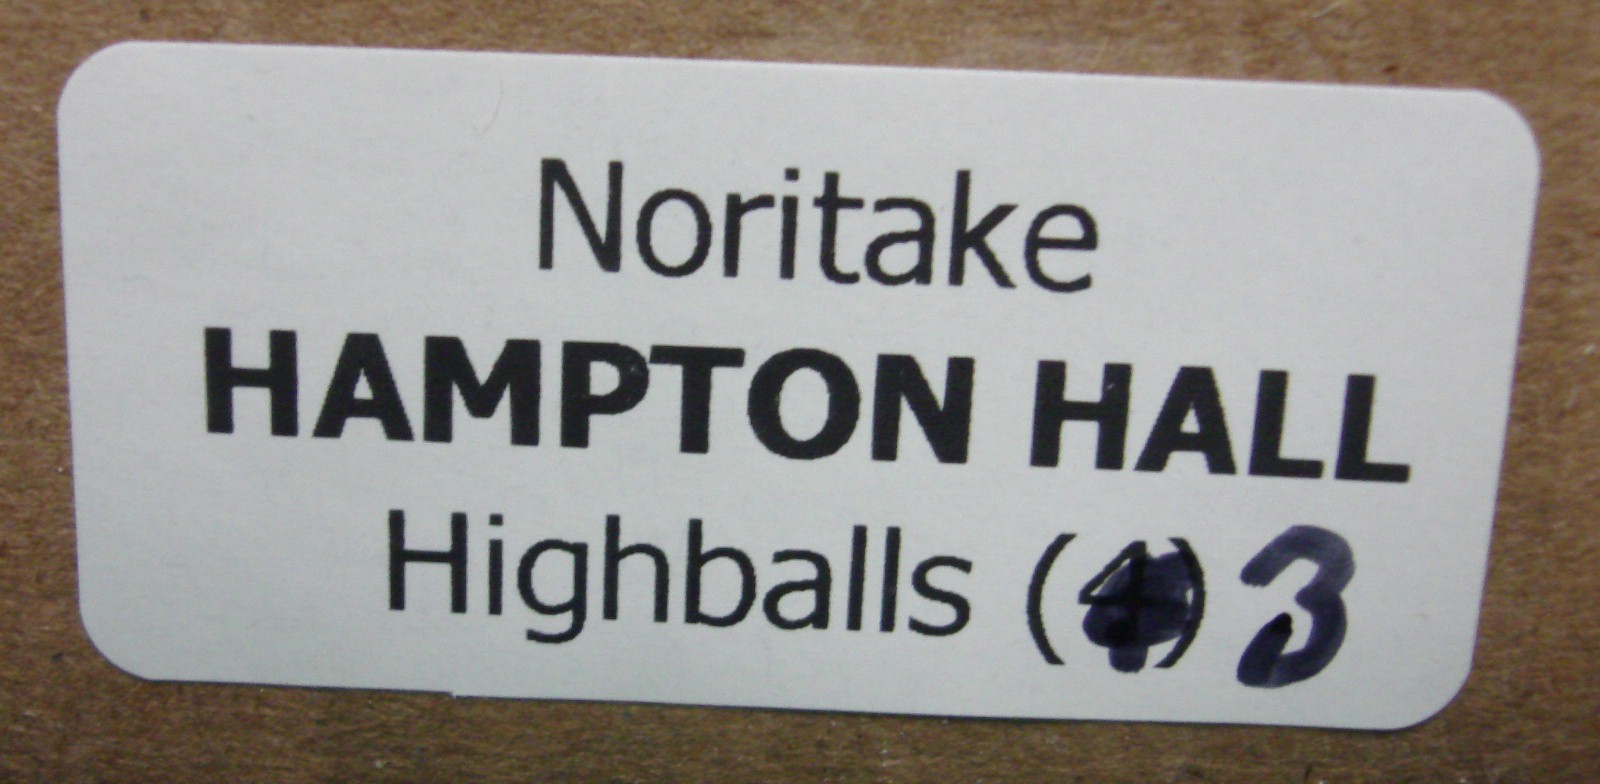 Noritake
HAMPTON HALL
Highballs (4) 3